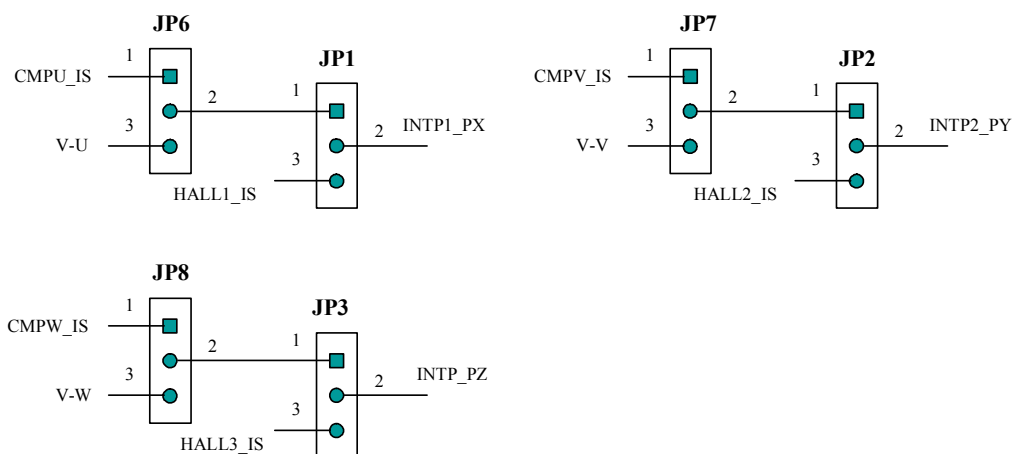 JP6
1
CMPU_IS
2
3
V-U
JP1
1
2
INTP1_PX
3
HALL1_IS
JP7
1
CMPV_IS
2
3
V-V
JP2
1
2
INTP2_PY
3
HALL2_IS
JP8
1
CMPW_IS
2
3
V-W
JP3
1
2
INTP_PZ
3
HALL3_IS